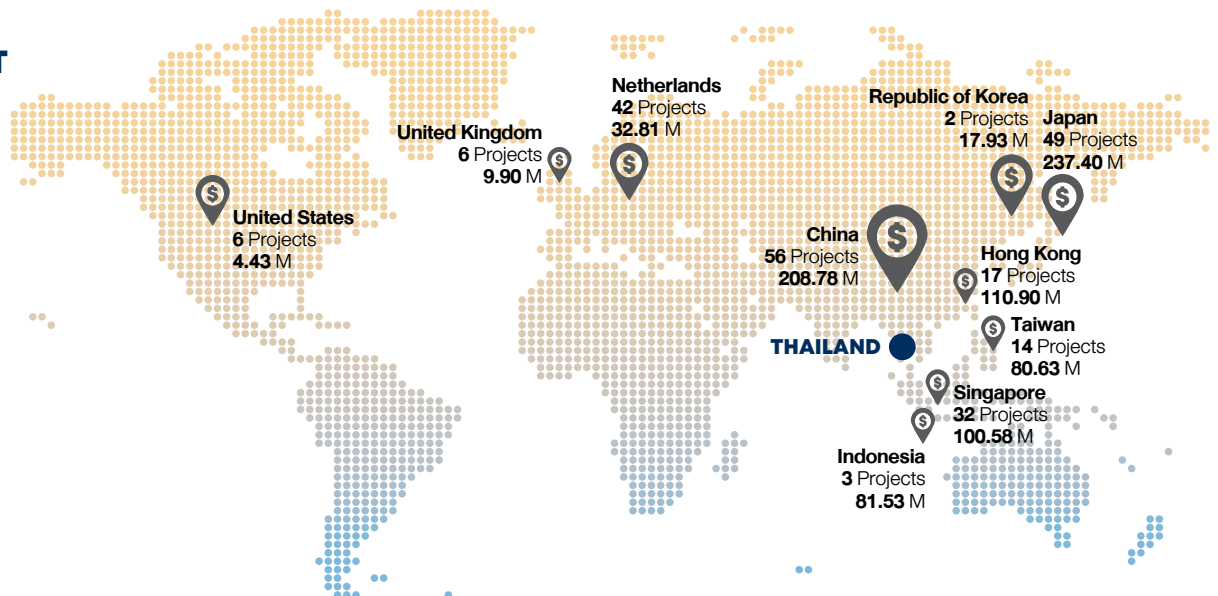 T
Netherlands
42 Projects
32.81 M
United Kingdom
6 Projects
9.90 M
Republic of Korea
2 Projects
17.93 M
Japan
49 Projects
237.40 M
United States
6 Projects
4.43 M
China
56 Projects
208.78 M
Hong Kong
17 Projects
110.90 M
Taiwan
14 Projects
80.63 M
THAILAND
Singapore
32 Projects
100.58 M
Indonesia
3 Projects
81.53 M